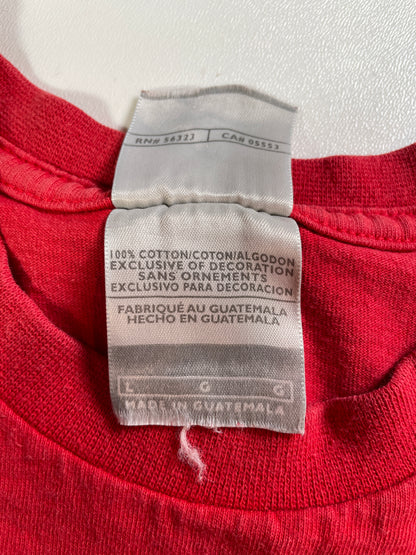 RN# 56323 | CA# 05553
100% COTTON/COTON/ALGODON
EXCLUSIVE OF DECORATION
SANS ORNEMENTS
EXCLUSIVO PARA DECORACION
FABRIQUÉ AU GUATEMALA
HECHO EN GUATEMALA
L G G
MADE IN GUATEMALA